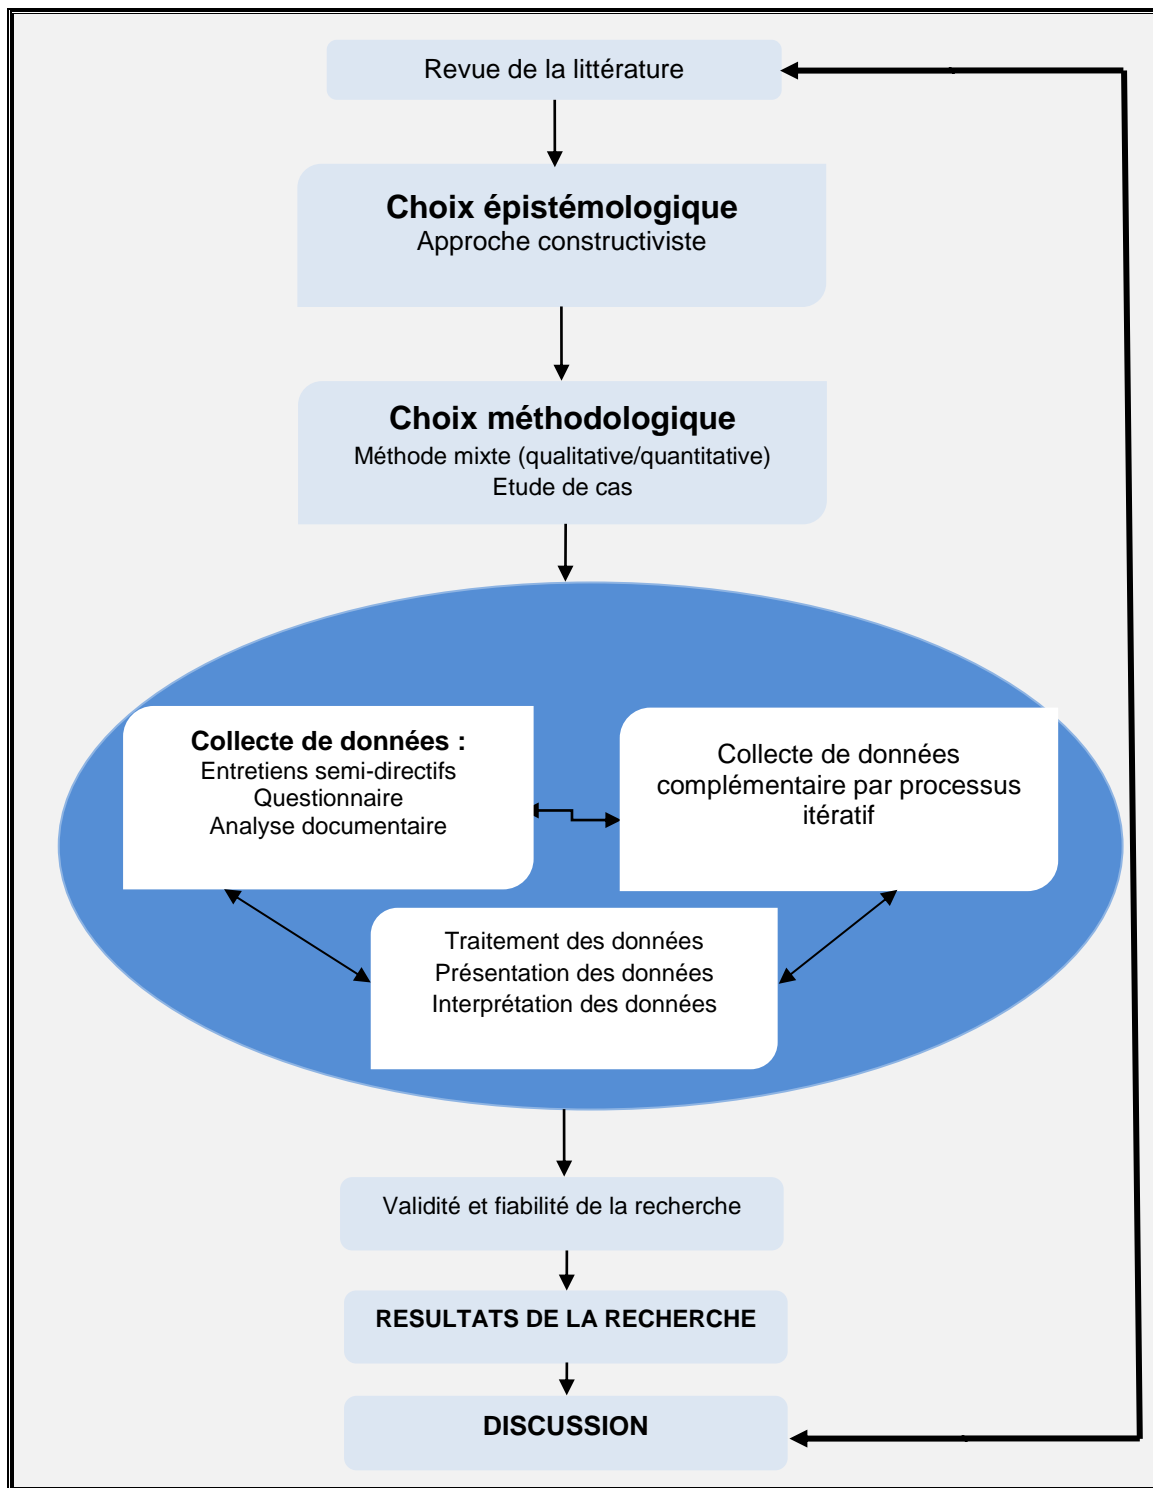 Revue de la littérature
Choix épistémologique
Approche constructiviste
Choix méthodologique
Méthode mixte (qualitative/quantitative)
Etude de cas
Collecte de données :
Entretiens semi-directifs
Questionnaire
Analyse documentaire
Collecte de données
complémentaire par processus
itératif
Traitement des données
Présentation des données
Interprétation des données
Validité et fiabilité de la recherche
RESULTATS DE LA RECHERCHE
DISCUSSION